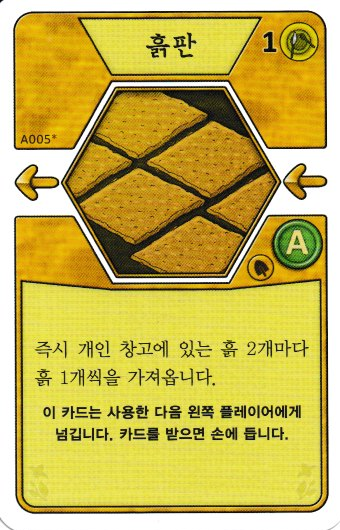 흙판
1
A005*
A
즉시 개인 창고에 있는 흙 2개마다
흙 1개씩을 가져옵니다.
이 카드는 사용한 다음 왼쪽 플레이어에게
넘깁니다. 카드를 받으면 손에 듭니다.